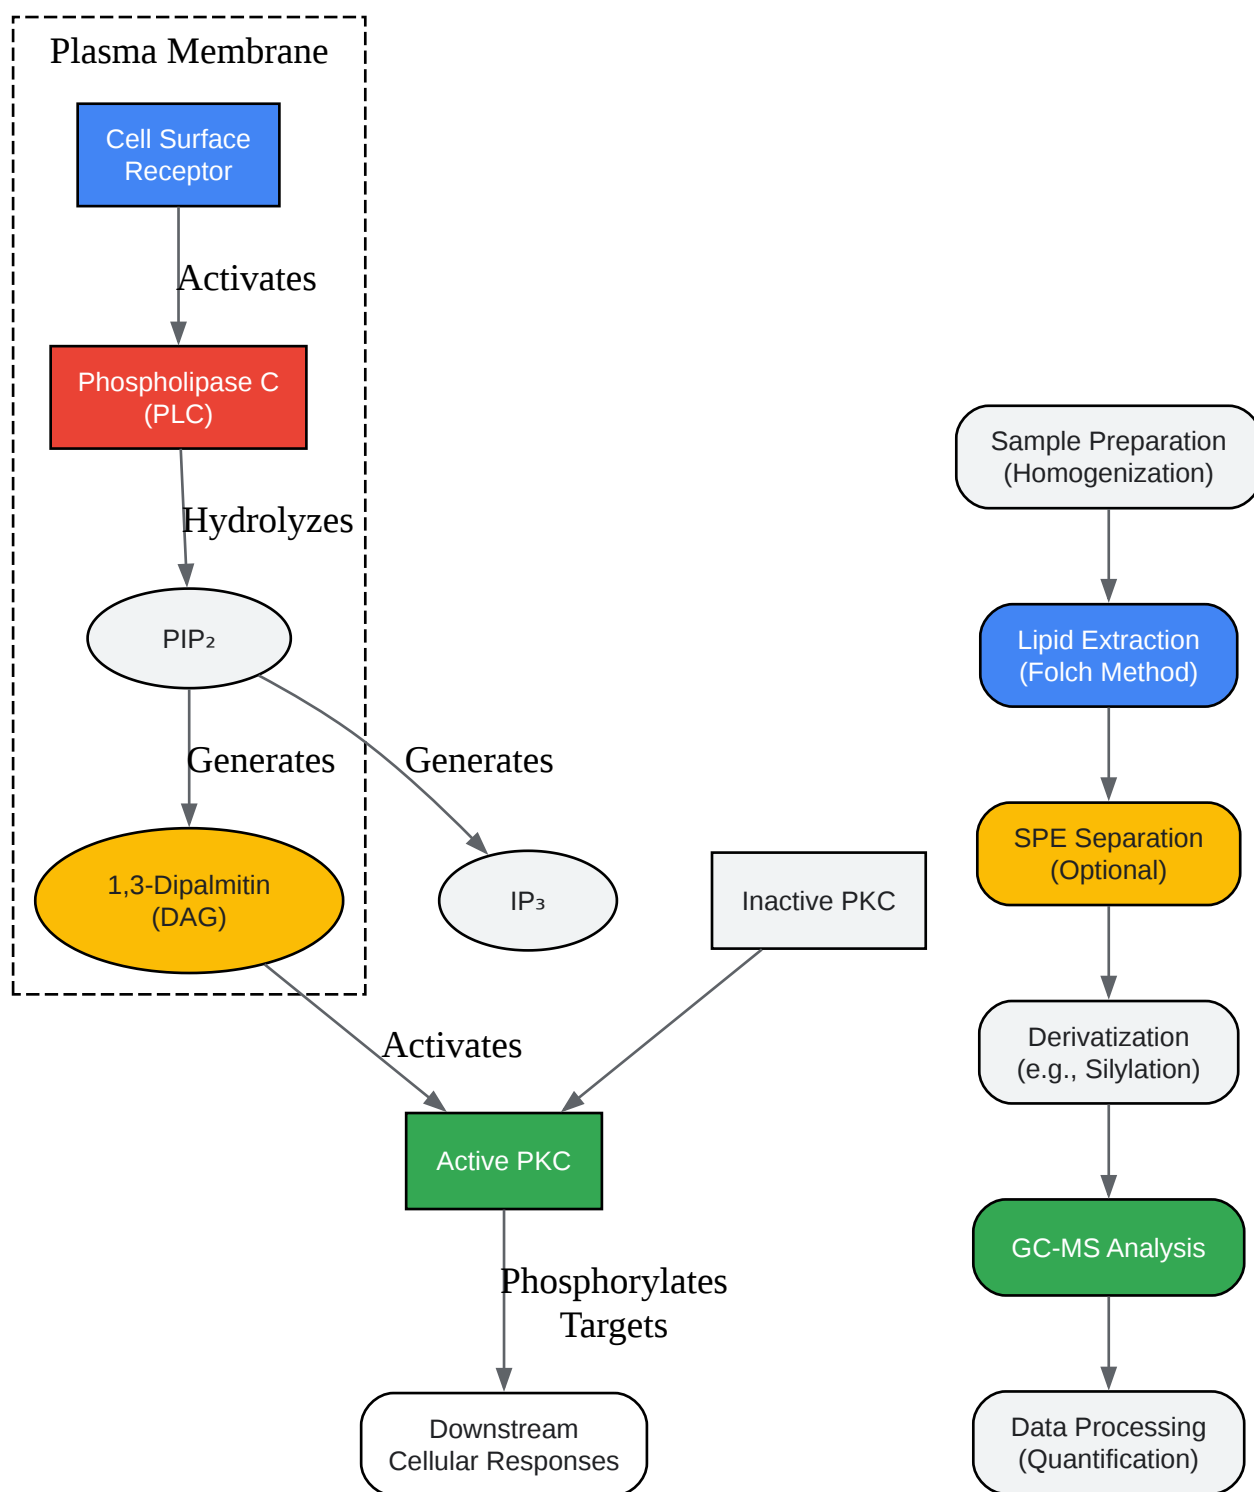 Plasma Membrane
Cell Surface
Receptor
Activates
Phospholipase C
(PLC)
Hydrolyzes
PIP₂
Generates
Generates
1,3-Dipalmitin
(DAG)
IP₃
Inactive PKC
Activates
Active PKC
Phosphorylates
Targets
Downstream
Cellular Responses
Sample Preparation
(Homogenization)
Lipid Extraction
(Folch Method)
SPE Separation
(Optional)
Derivatization
(e.g., Silylation)
GC-MS Analysis
Data Processing
(Quantification)